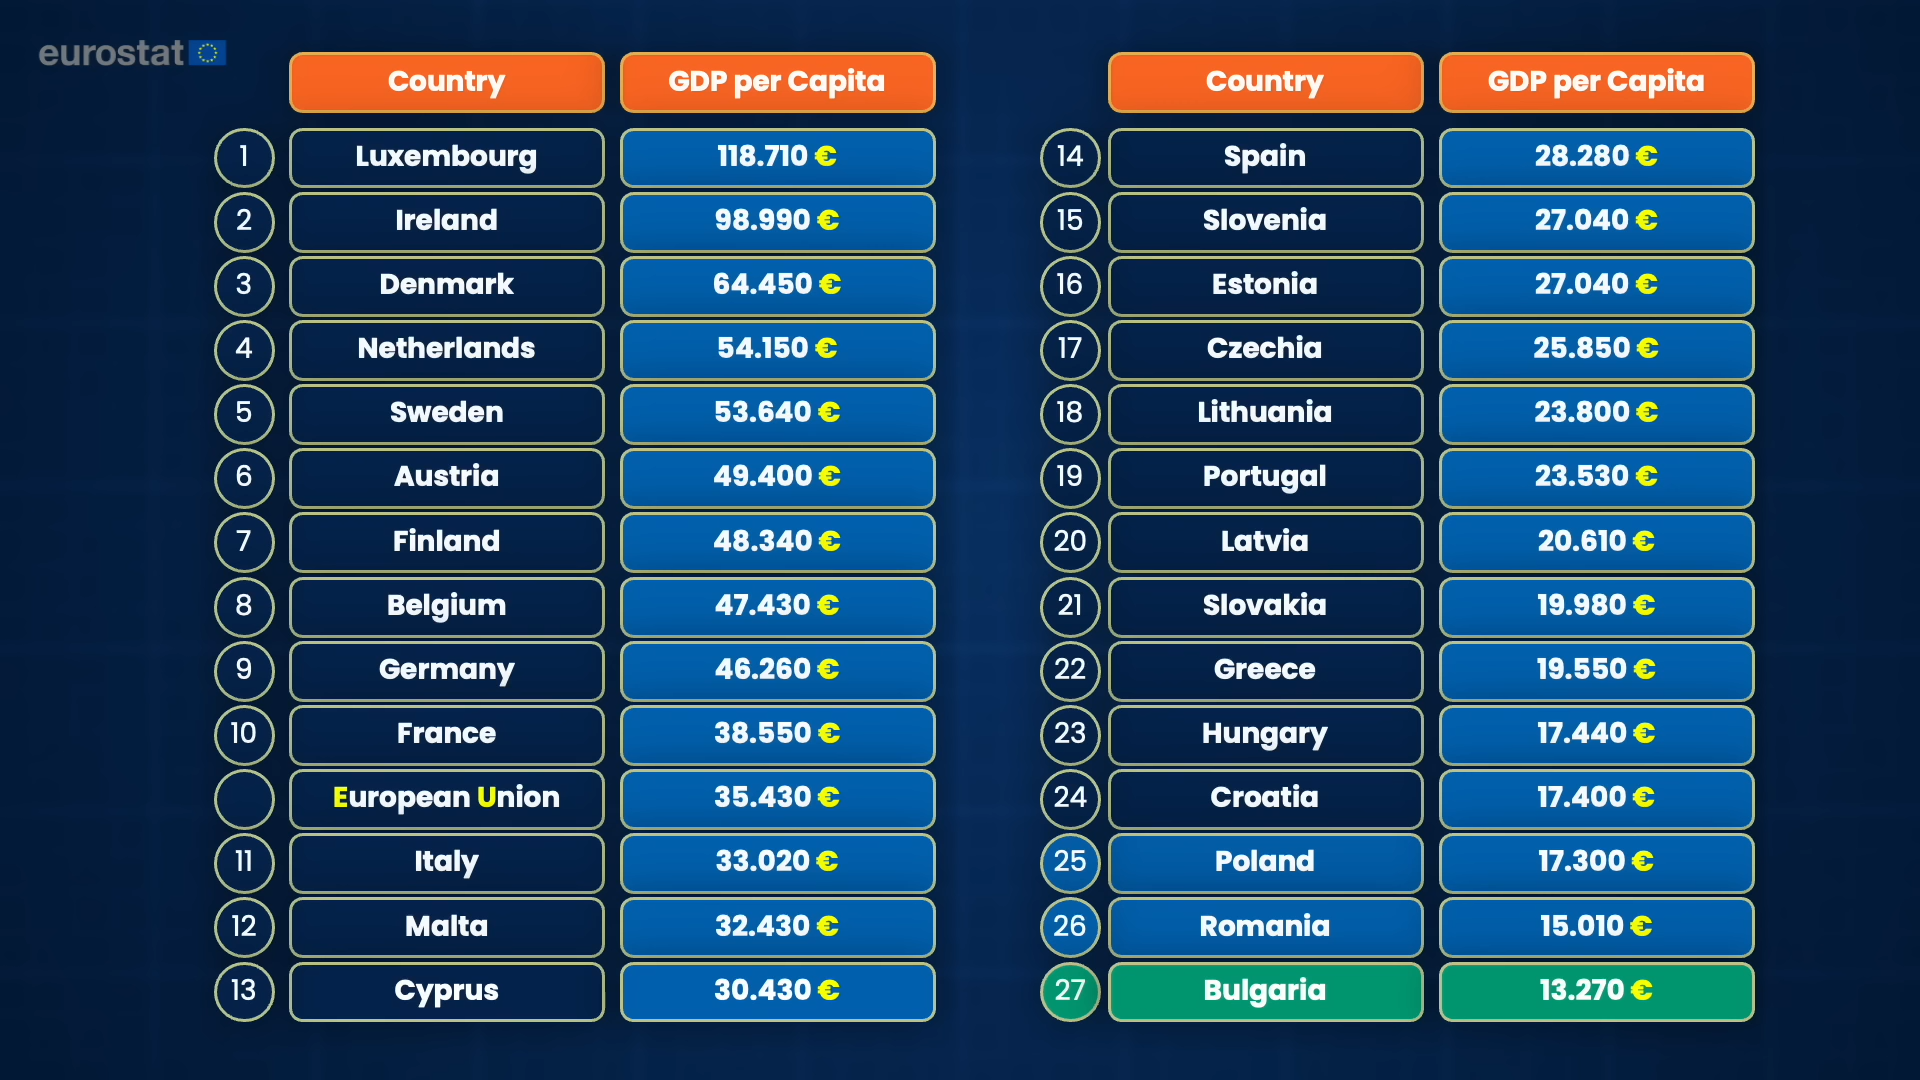 eurostat
Country GDP per Capita
1 Luxembourg 118.710 €
2 Ireland 98.990 €
3 Denmark 64.450 €
4 Netherlands 54.150 €
5 Sweden 53.640 €
6 Austria 49.400 €
7 Finland 48.340 €
8 Belgium 47.430 €
9 Germany 46.260 €
10 France 38.550 €
European Union 35.430 €
11 Italy 33.020 €
12 Malta 32.430 €
13 Cyprus 30.430 €
Country GDP per Capita
14 Spain 28.280 €
15 Slovenia 27.040 €
16 Estonia 27.040 €
17 Czechia 25.850 €
18 Lithuania 23.800 €
19 Portugal 23.530 €
20 Latvia 20.610 €
21 Slovakia 19.980 €
22 Greece 19.550 €
23 Hungary 17.440 €
24 Croatia 17.400 €
25 Poland 17.300 €
26 Romania 15.010 €
27 Bulgaria 13.270 €